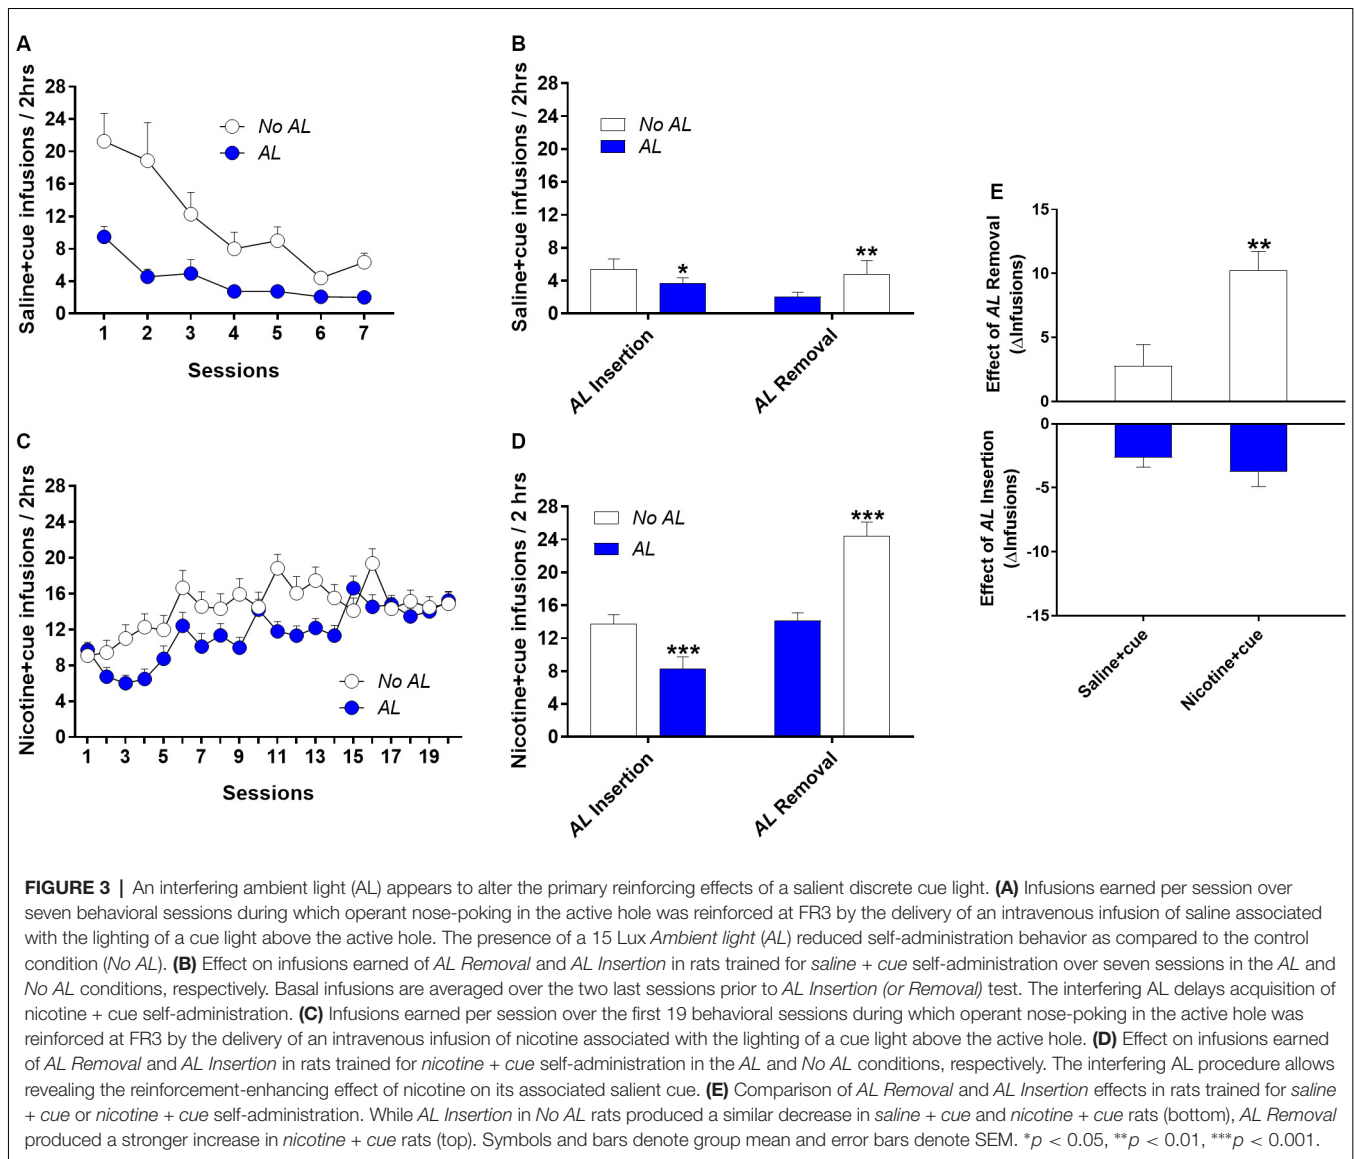 A
Saline+cue infusions / 2hrs
28
24
20
16
12
8
4
0
No AL
AL
1 2 3 4 5 6 7
Sessions
B
Saline+cue infusions / 2hrs
28
24
20
16
12
8
4
0
No AL
AL
*
**
AL Insertion
AL Removal
C
Nicotine+cue infusions / 2hrs
28
24
20
16
12
8
4
0
No AL
AL
1 3 5 7 9 11 13 15 17 19
Sessions
D
Nicotine+cue infusions / 2 hrs
28
24
20
16
12
8
4
0
No AL
AL
***
***
AL Insertion
AL Removal
E
Effect of AL Removal
(ΔInfusions)
15
10
5
0
**
Effect of AL Insertion
(ΔInfusions)
0
-5
-10
-15
Saline+cue
Nicotine+cue
FIGURE 3 | An interfering ambient light (AL) appears to alter the primary reinforcing effects of a salient discrete cue light. (A) Infusions earned per session over
seven behavioral sessions during which operant nose-poking in the active hole was reinforced at FR3 by the delivery of an intravenous infusion of saline associated
with the lighting of a cue light above the active hole. The presence of a 15 Lux Ambient light (AL) reduced self-administration behavior as compared to the control
condition (No AL). (B) Effect on infusions earned of AL Removal and AL Insertion in rats trained for saline + cue self-administration over seven sessions in the AL and
No AL conditions, respectively. Basal infusions are averaged over the two last sessions prior to AL Insertion (or Removal) test. The interfering AL delays acquisition of
nicotine + cue self-administration. (C) Infusions earned per session over the first 19 behavioral sessions during which operant nose-poking in the active hole was
reinforced at FR3 by the delivery of an intravenous infusion of nicotine associated with the lighting of a cue light above the active hole. (D) Effect on infusions earned
of AL Removal and AL Insertion in rats trained for nicotine + cue self-administration in the AL and No AL conditions, respectively. The interfering AL procedure allows
revealing the reinforcement-enhancing effect of nicotine on its associated salient cue. (E) Comparison of AL Removal and AL Insertion effects in rats trained for saline
+ cue or nicotine + cue self-administration. While AL Insertion in No AL rats produced a similar decrease in saline + cue and nicotine + cue rats (bottom), AL Removal
produced a stronger increase in nicotine + cue rats (top). Symbols and bars denote group mean and error bars denote SEM. *p < 0.05, **p < 0.01, ***p < 0.001.